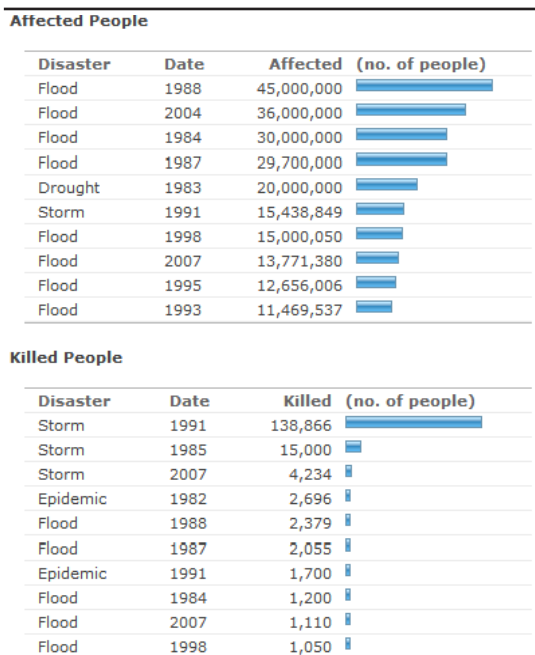 Affected People
Disaster Date Affected (no. of people)
Flood 1988 45,000,000
Flood 2004 36,000,000
Flood 1984 30,000,000
Flood 1987 29,700,000
Drought 1983 20,000,000
Storm 1991 15,438,849
Flood 1998 15,000,050
Flood 2007 13,771,380
Flood 1995 12,656,006
Flood 1993 11,469,537
Killed People
Disaster Date Killed (no. of people)
Storm 1991 138,866
Storm 1985 15,000
Storm 2007 4,234
Epidemic 1982 2,696
Flood 1988 2,379
Flood 1987 2,055
Epidemic 1991 1,700
Flood 1984 1,200
Flood 2007 1,110
Flood 1998 1,050